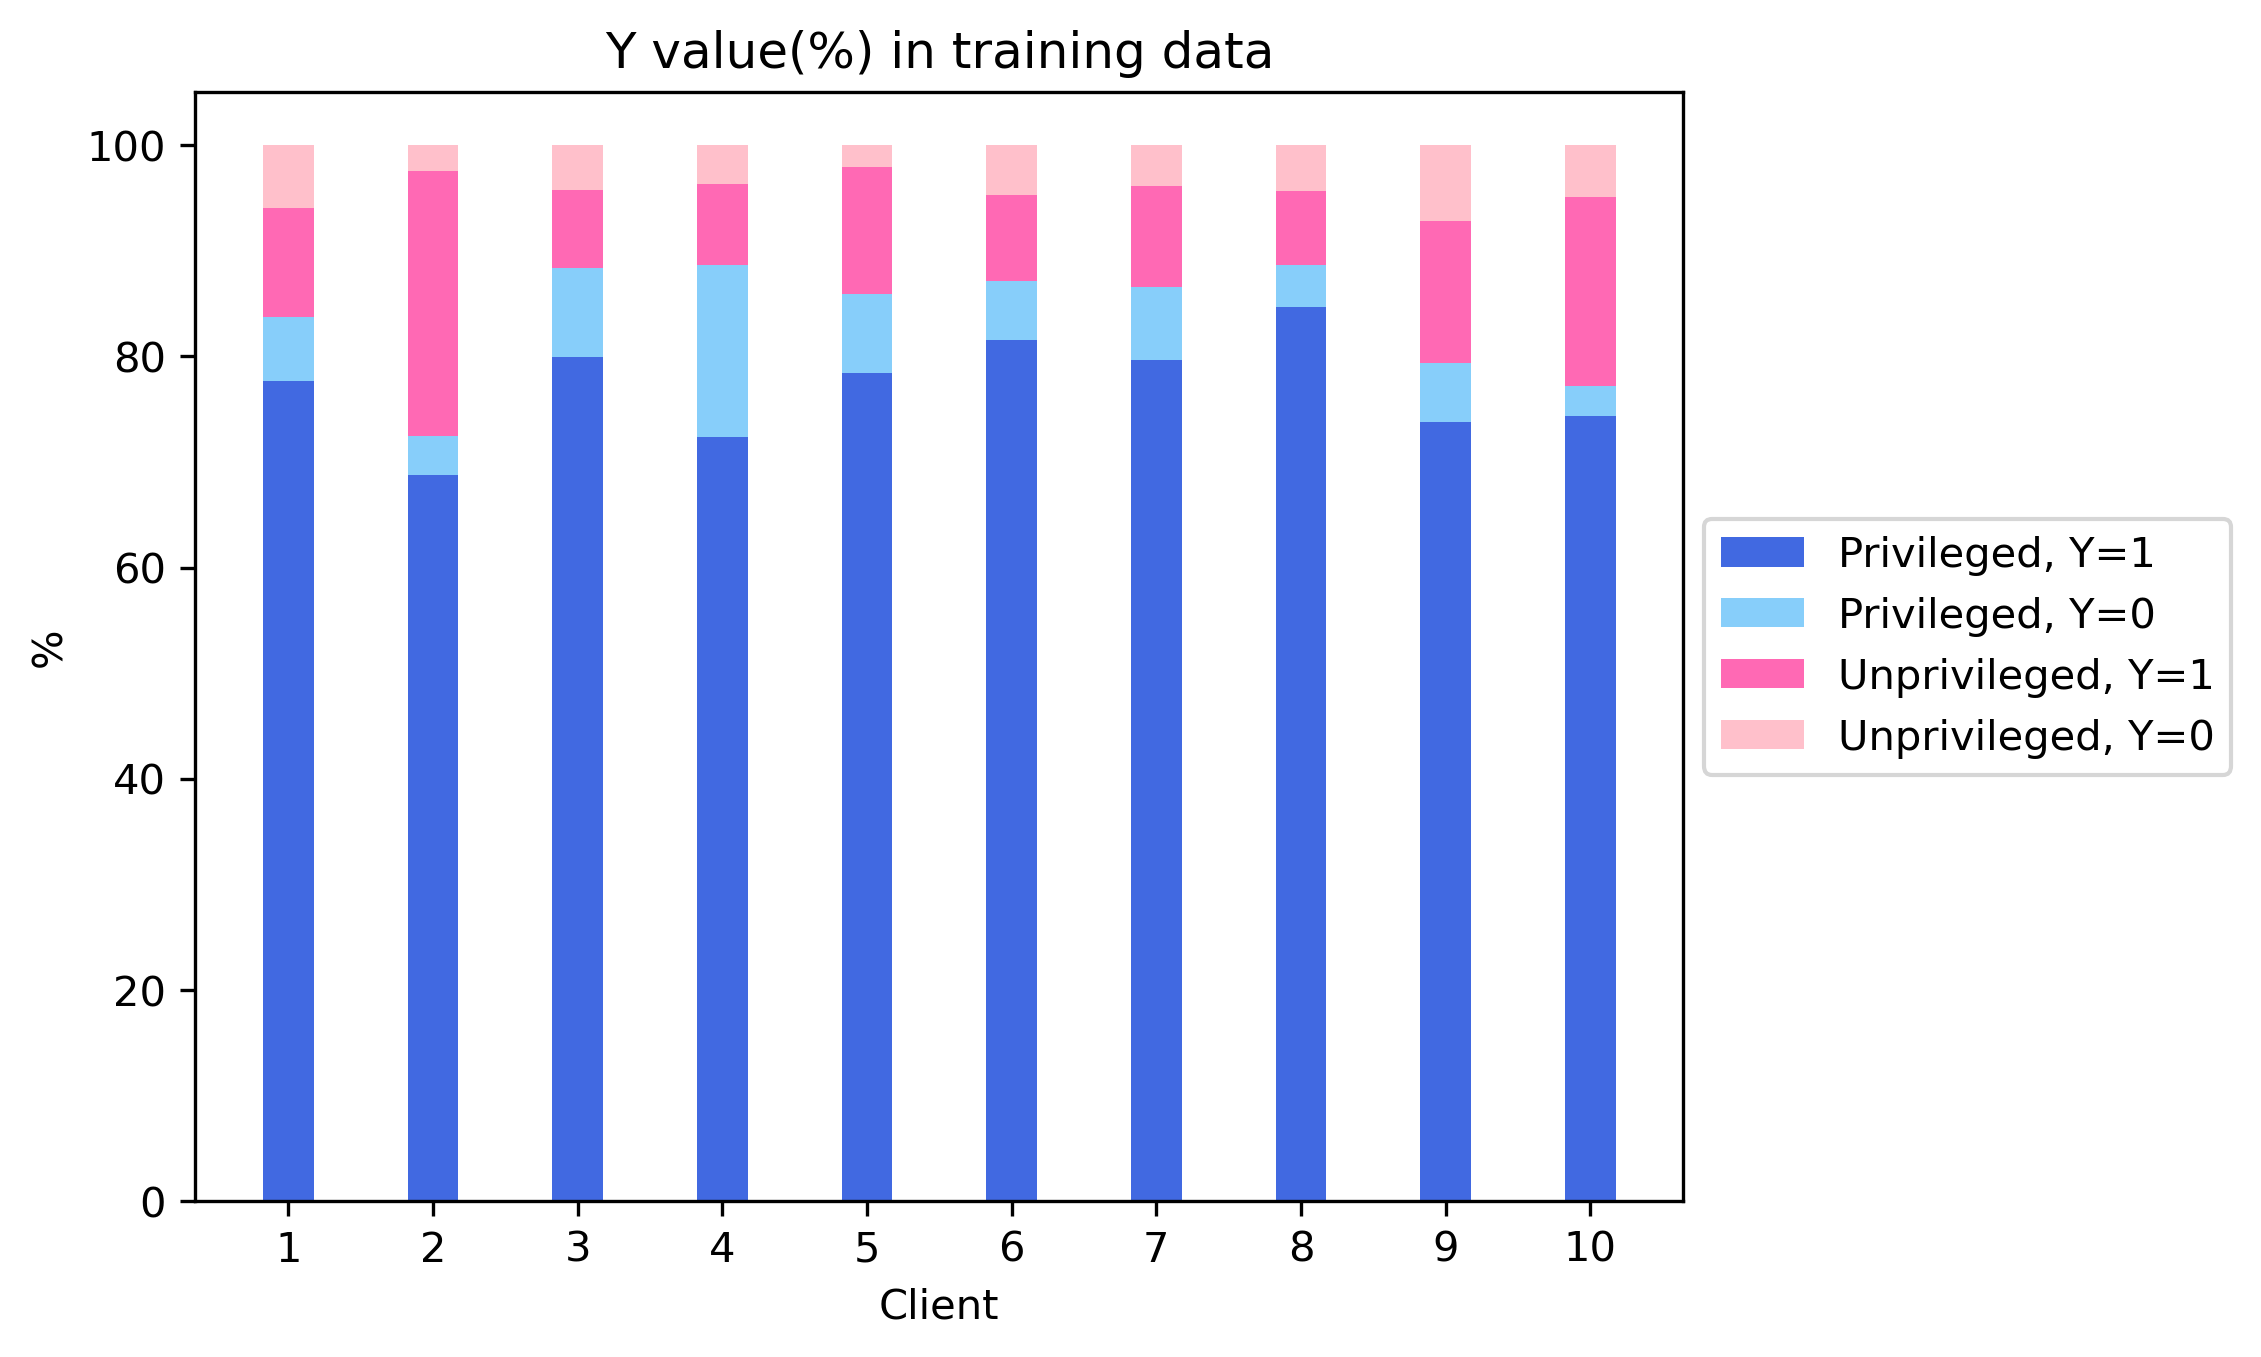 Y value(%) in training data
100
80
60
40
20
0
%
1 2 3 4 5 6 7 8 9 10
Client
Privileged, Y=1
Privileged, Y=0
Unprivileged, Y=1
Unprivileged, Y=0